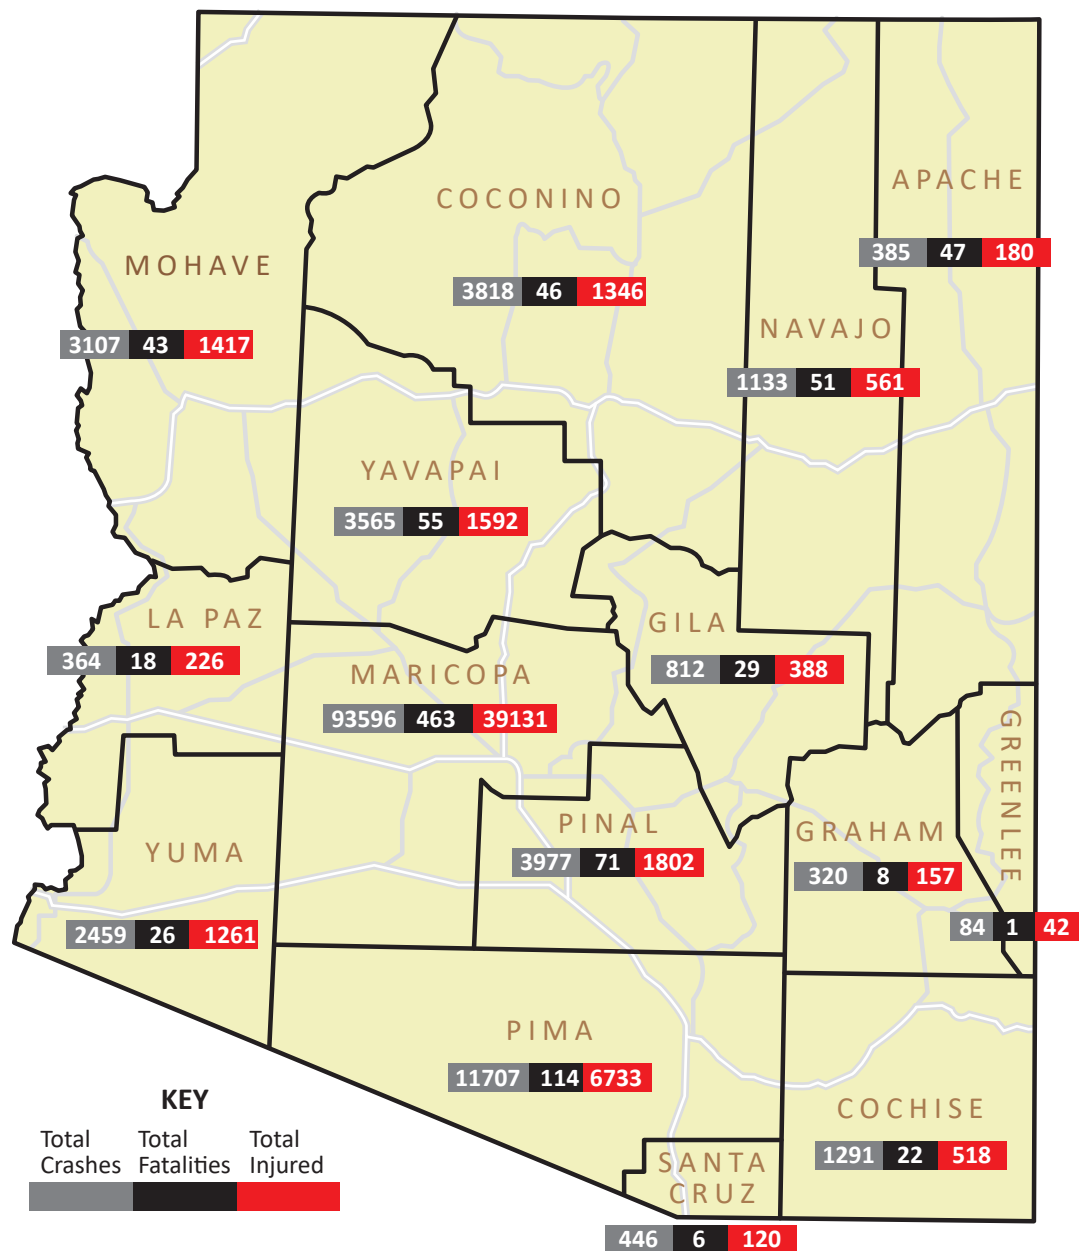 APACHE
385 47 180
COCONINO
3818 46 1346
MOHAVE
3107 43 1417
NAVAJO
1133 51 561
YAVAPAI
3565 55 1592
LA PAZ
364 18 226
GILA
812 29 388
MARICOPA
93596 463 39131
GREENLEE
84 1 42
PINAL
3977 71 1802
GRAHAM
320 8 157
YUMA
2459 26 1261
PIMA
11707 114 6733
COCHISE
1291 22 518
SANTA
CRUZ
446 6 120
KEY
Total Total Total
Crashes Fatalities Injured